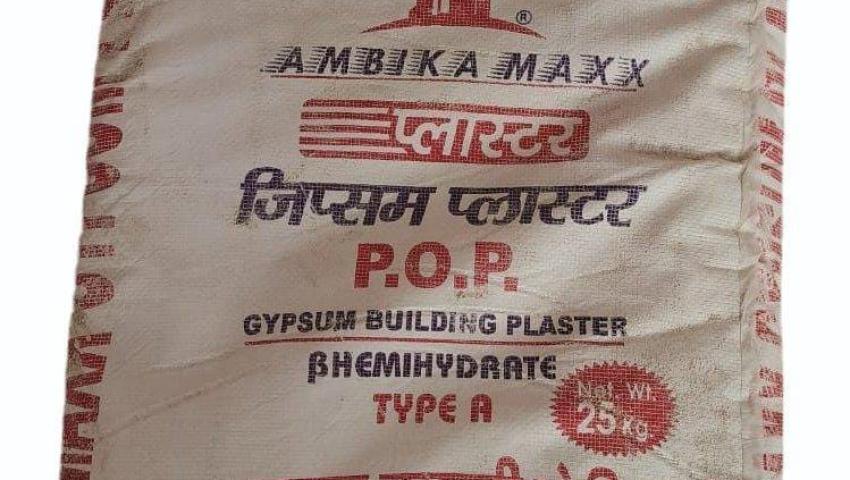 ®
AMBIKA MAXX
प्लास्टर
जिप्सम प्लास्टर
P.O.P.
GYPSUM BUILDING PLASTER
βHEMIHYDRATE
TYPE A
Net. Wt.
25 kg